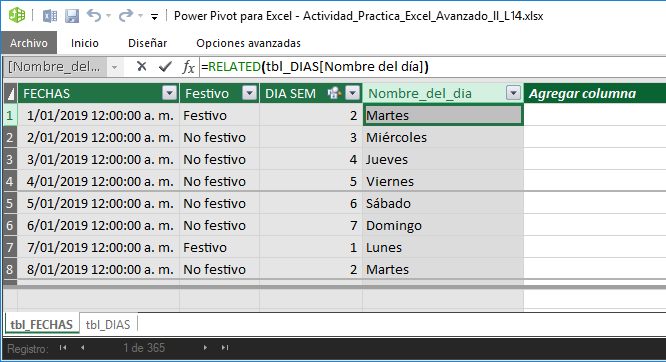 Power Pivot para Excel - Actividad_Practica_Excel_Avanzado_II_L14.xlsx
Archivo Inicio Diseñar Opciones avanzadas
[Nombre_del... fx =RELATED(tbl_DIAS[Nombre del día])
FECHAS Festivo DIA SEM Nombre_del_dia Agregar columna
1 1/01/2019 12:00:00 a. m. Festivo 2 Martes
2 2/01/2019 12:00:00 a. m. No festivo 3 Miércoles
3 3/01/2019 12:00:00 a. m. No festivo 4 Jueves
4 4/01/2019 12:00:00 a. m. No festivo 5 Viernes
5 5/01/2019 12:00:00 a. m. No festivo 6 Sábado
6 6/01/2019 12:00:00 a. m. No festivo 7 Domingo
7 7/01/2019 12:00:00 a. m. Festivo 1 Lunes
8 8/01/2019 12:00:00 a. m. No festivo 2 Martes
tbl_FECHAS tbl_DIAS
Registro: 1 de 365